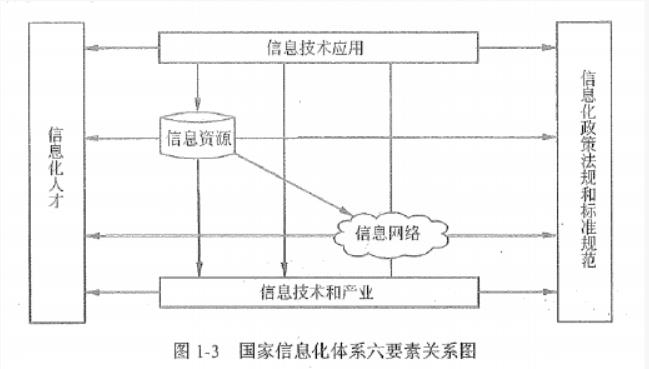 信息技术应用
信息化人才
信息资源
信息化政策法规和标准规范
信息网络
信息技术和产业
图 1-3 国家信息化体系六要素关系图